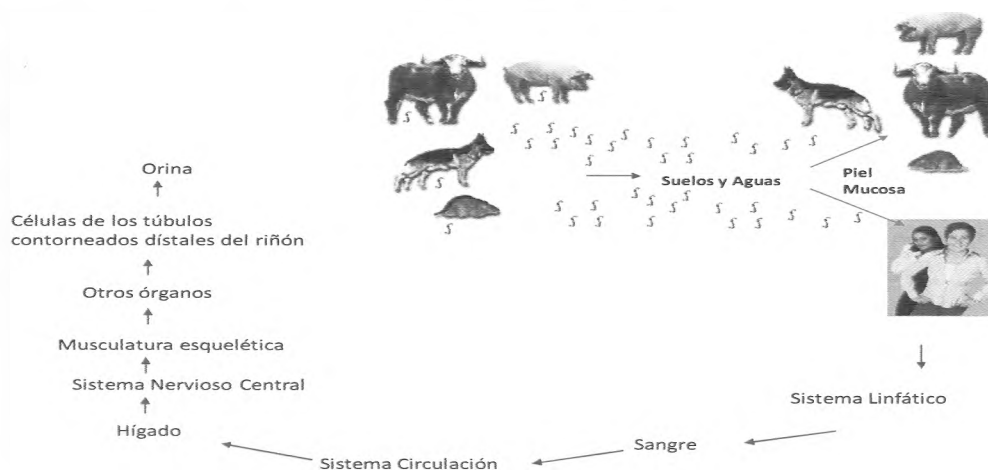 Suelos y Aguas
Piel
Mucosa
Sistema Linfático
Sangre
Sistema Circulación
Hígado
Sistema Nervioso Central
Musculatura esquelética
Otros órganos
Células de los túbulos
contorneados dístales del riñón
Orina